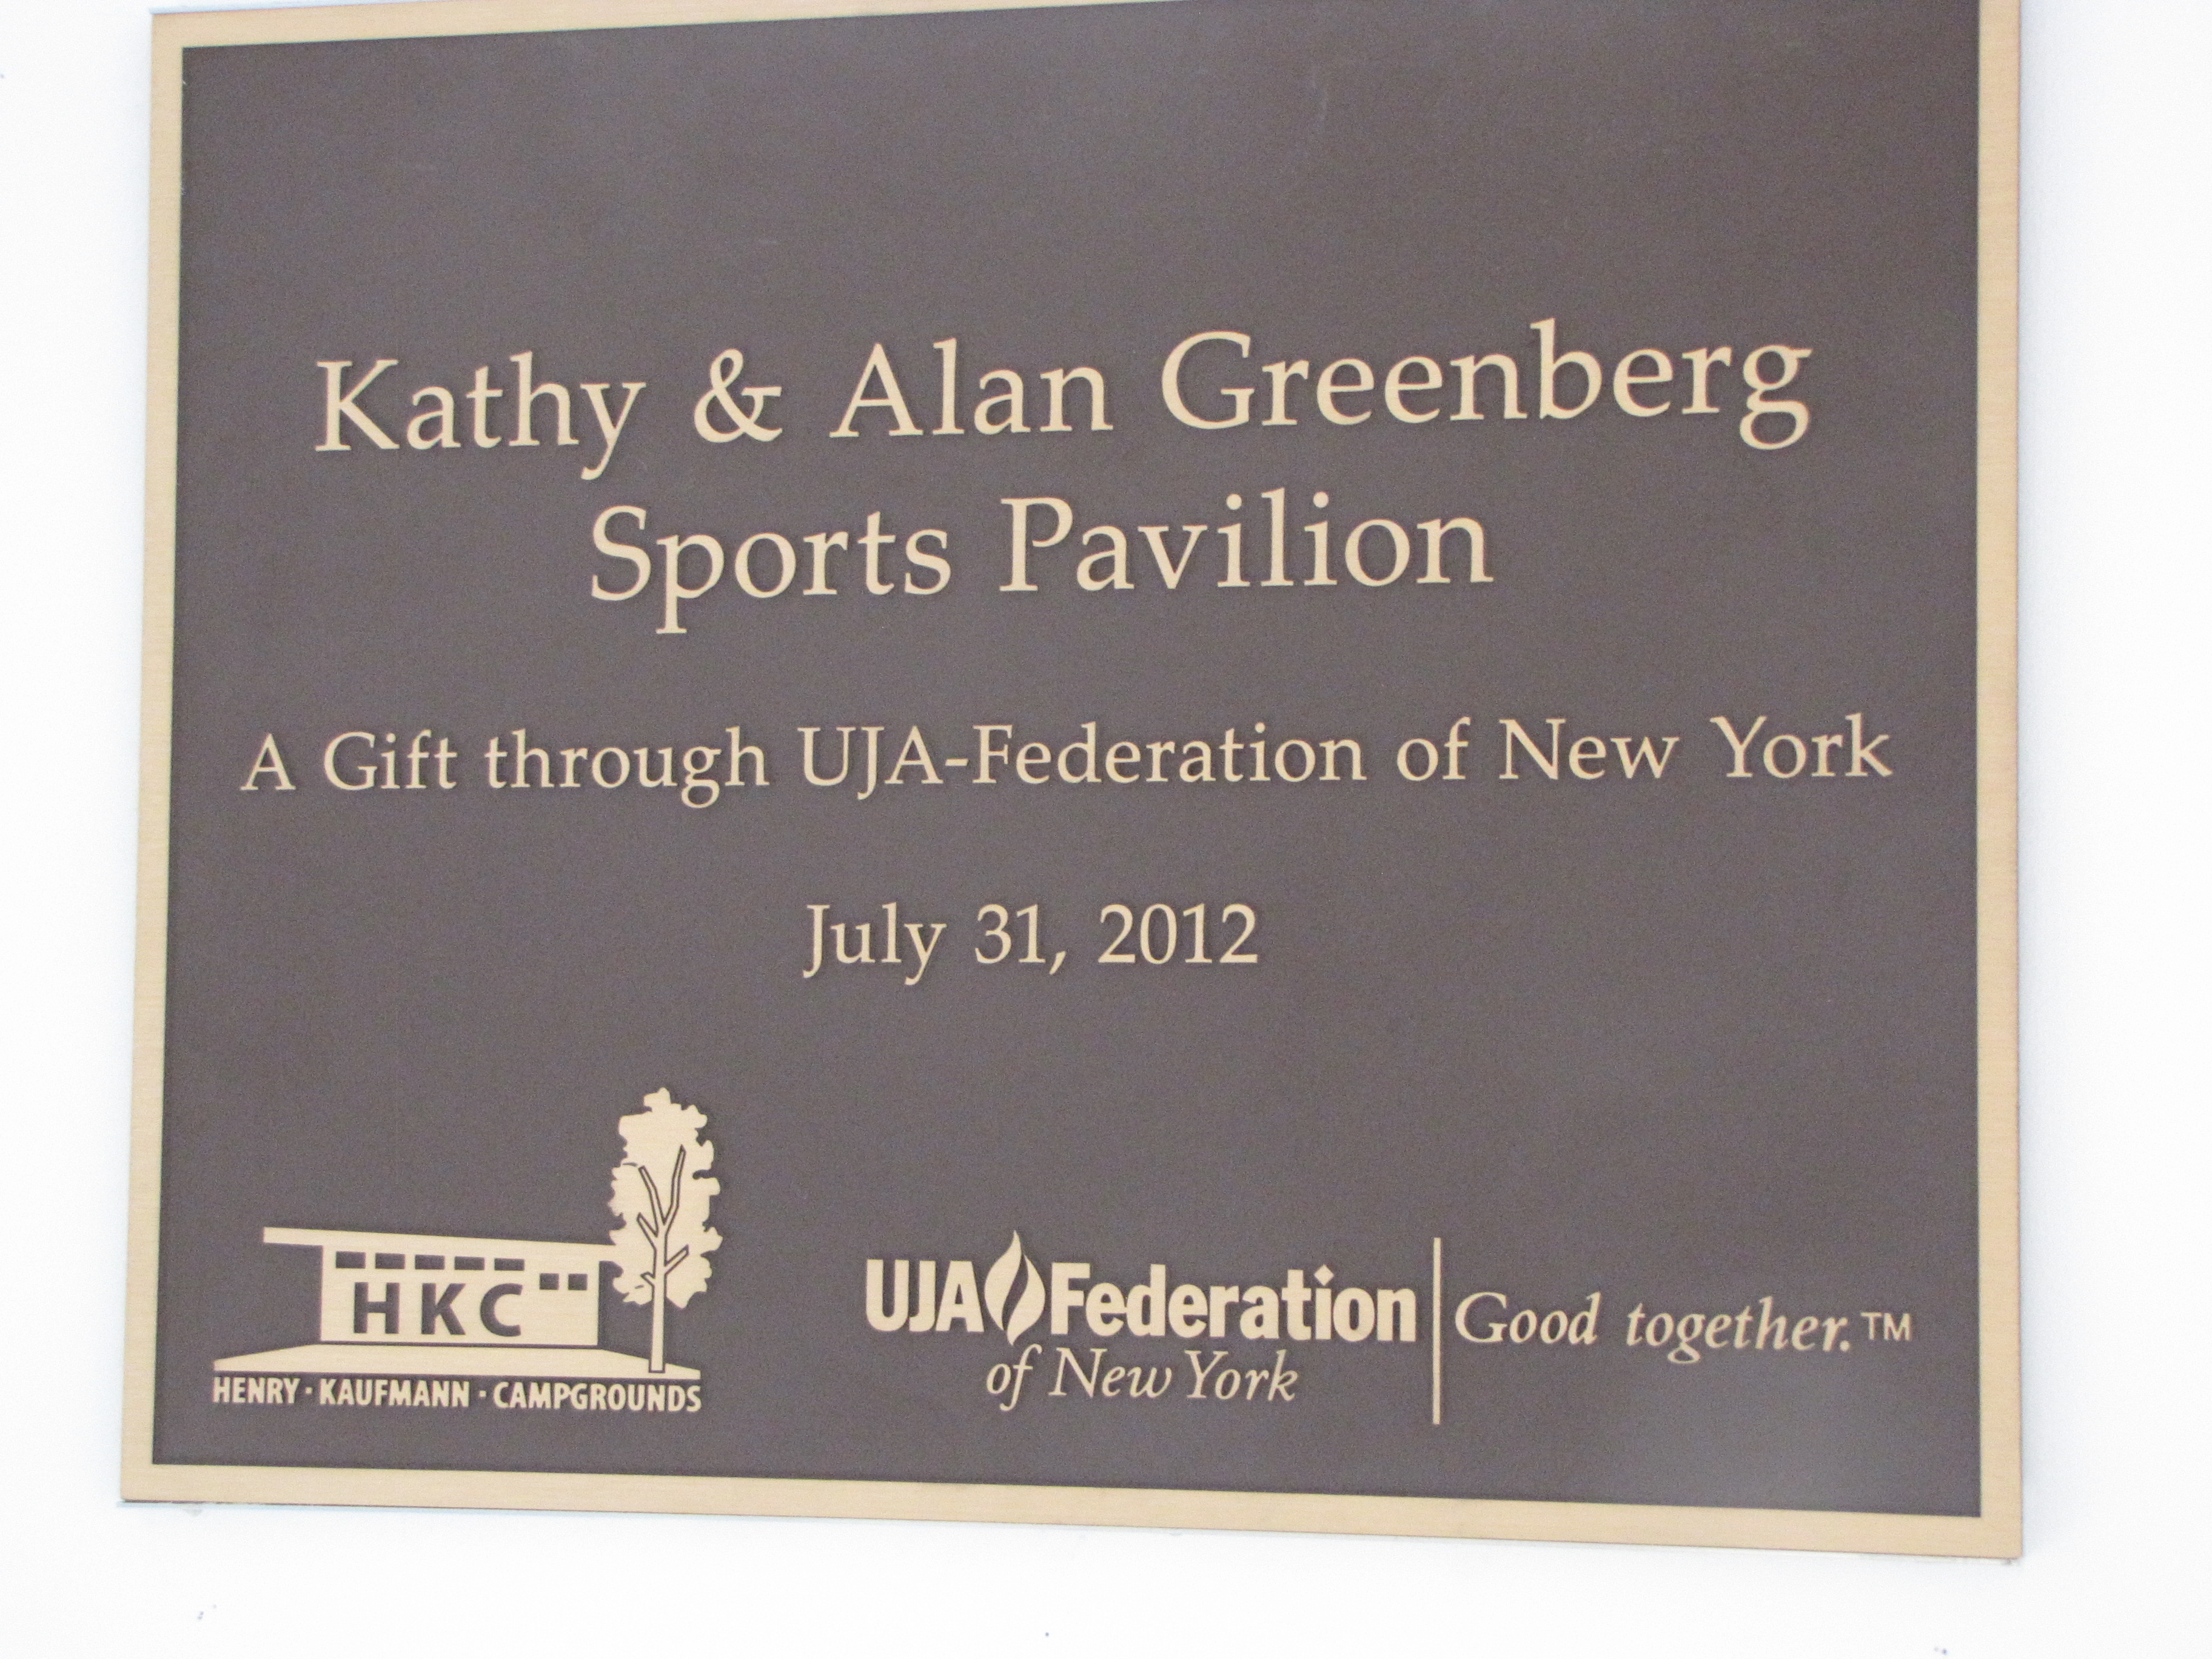 Kathy & Alan Greenberg
Sports Pavilion
A Gift through UJA-Federation of New York
July 31, 2012
HKC
HENRY · KAUFMANN · CAMPGROUNDS
UJA Federation
of New York
Good together.™